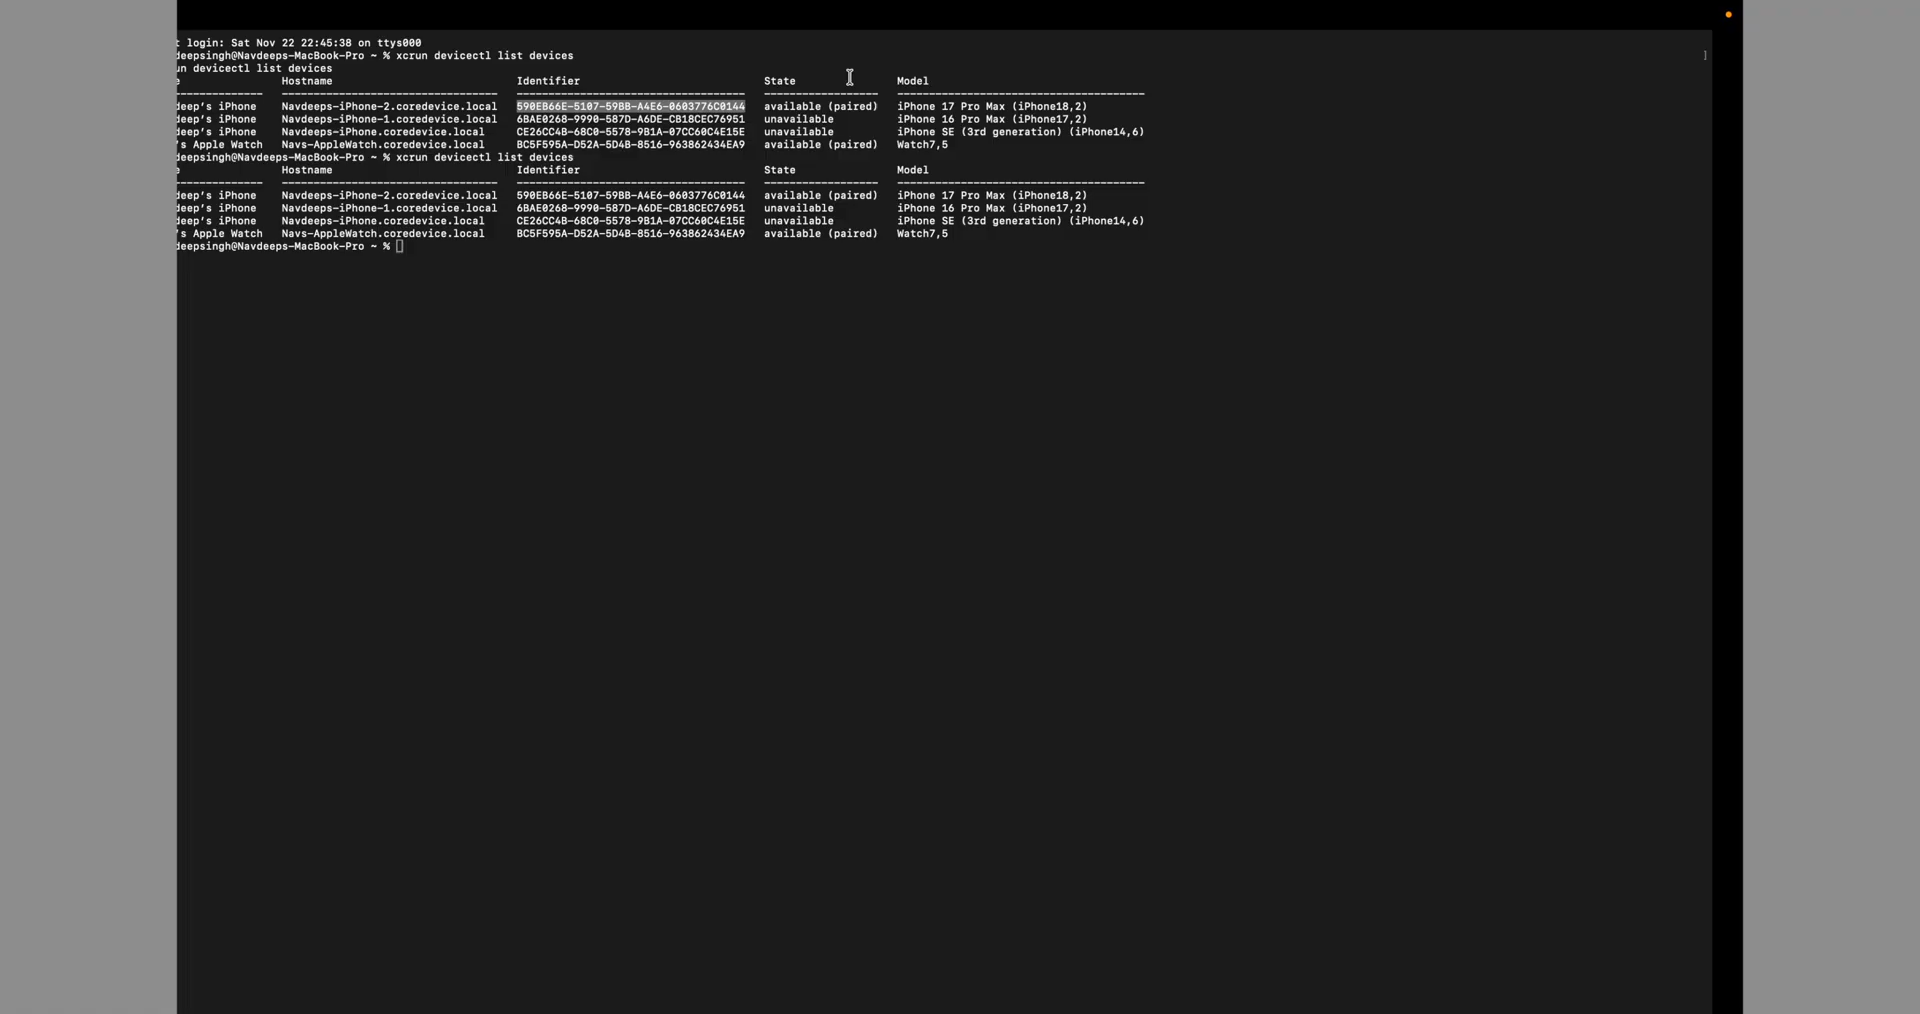 t login: Sat Nov 22 22:45:38 on ttys000
deepsingh@Navdeeps-MacBook-Pro ~ % xcrun devicectl list devices ]
un devicectl list devices
e Hostname Identifier State Model
-------------- ---------------------------------- ------------------------------------ ------------------ ---------------------------------------
deep’s iPhone Navdeeps-iPhone-2.coredevice.local 590EB66E-5107-59BB-A4E6-0603776C0144 available (paired) iPhone 17 Pro Max (iPhone18,2)
deep’s iPhone Navdeeps-iPhone-1.coredevice.local 6BAE0268-9990-587D-A6DE-CB18CEC76951 unavailable iPhone 16 Pro Max (iPhone17,2)
deep’s iPhone Navdeeps-iPhone.coredevice.local CE26CC4B-68C0-5578-9B1A-07CC60C4E15E unavailable iPhone SE (3rd generation) (iPhone14,6)
’s Apple Watch Navs-AppleWatch.coredevice.local BC5F595A-D52A-5D4B-8516-963862434EA9 available (paired) Watch7,5
deepsingh@Navdeeps-MacBook-Pro ~ % xcrun devicectl list devices
e Hostname Identifier State Model
-------------- ---------------------------------- ------------------------------------ ------------------ ---------------------------------------
deep’s iPhone Navdeeps-iPhone-2.coredevice.local 590EB66E-5107-59BB-A4E6-0603776C0144 available (paired) iPhone 17 Pro Max (iPhone18,2)
deep’s iPhone Navdeeps-iPhone-1.coredevice.local 6BAE0268-9990-587D-A6DE-CB18CEC76951 unavailable iPhone 16 Pro Max (iPhone17,2)
deep’s iPhone Navdeeps-iPhone.coredevice.local CE26CC4B-68C0-5578-9B1A-07CC60C4E15E unavailable iPhone SE (3rd generation) (iPhone14,6)
’s Apple Watch Navs-AppleWatch.coredevice.local BC5F595A-D52A-5D4B-8516-963862434EA9 available (paired) Watch7,5
deepsingh@Navdeeps-MacBook-Pro ~ %